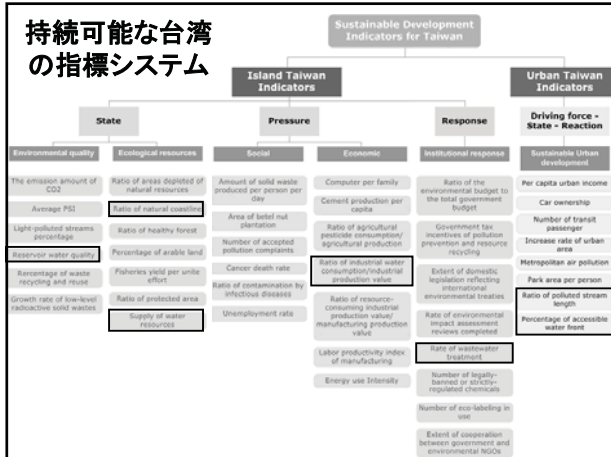 持続可能な台湾
の指標システム
Sustainable Development
Indicators for Taiwan
Island Taiwan
Indicators
Urban Taiwan
Indicators
State
Pressure
Response
Driving force -
State - Reaction
Environmental quality
Ecological resources
Social
Economic
Institutional response
Sustainable Urban
development
The emission amount of
CO2
Average PSI
Light-polluted streams
percentage
Reservoir water quality
Percentage of waste
recycling and reuse
Growth rate of low-level
radioactive solid wastes
Ratio of areas depleted of
natural resources
Ratio of natural coastline
Ratio of healthy forest
Percentage of arable land
Fisheries yield per unite
effort
Ratio of protected area
Supply of water
resources
Amount of solid waste
produced per person per
day
Area of betel nut
plantation
Number of accepted
pollution complaints
Cancer death rate
Ratio of contamination by
infectious diseases
Unemployment rate
Computer per family
Cement production per
capita
Ratio of agricultural
pesticide consumption/
agricultural production
Ratio of industrial water
consumption/industrial
production value
Ratio of resource-
consuming industrial
production value/
manufacturing production
value
Labor productivity index
of manufacturing
Energy use Intensity
Ratio of the
environmental budget to
the total government
budget
Government tax
incentives of pollution
prevention and resource
recycling
Extent of domestic
legislation reflecting
international
environmental treaties
Rate of environmental
impact assessment
reviews completed
Rate of wastewater
treatment
Number of legally-
banned or strictly-
regulated chemicals
Number of eco-labeling in
use
Extent of cooperation
between government and
environmental NGOs
Per capita urban income
Car ownership
Number of transit
passenger
Increase rate of urban
area
Metropolitan air pollution
Park area per person
Ratio of polluted stream
length
Percentage of accessible
water front